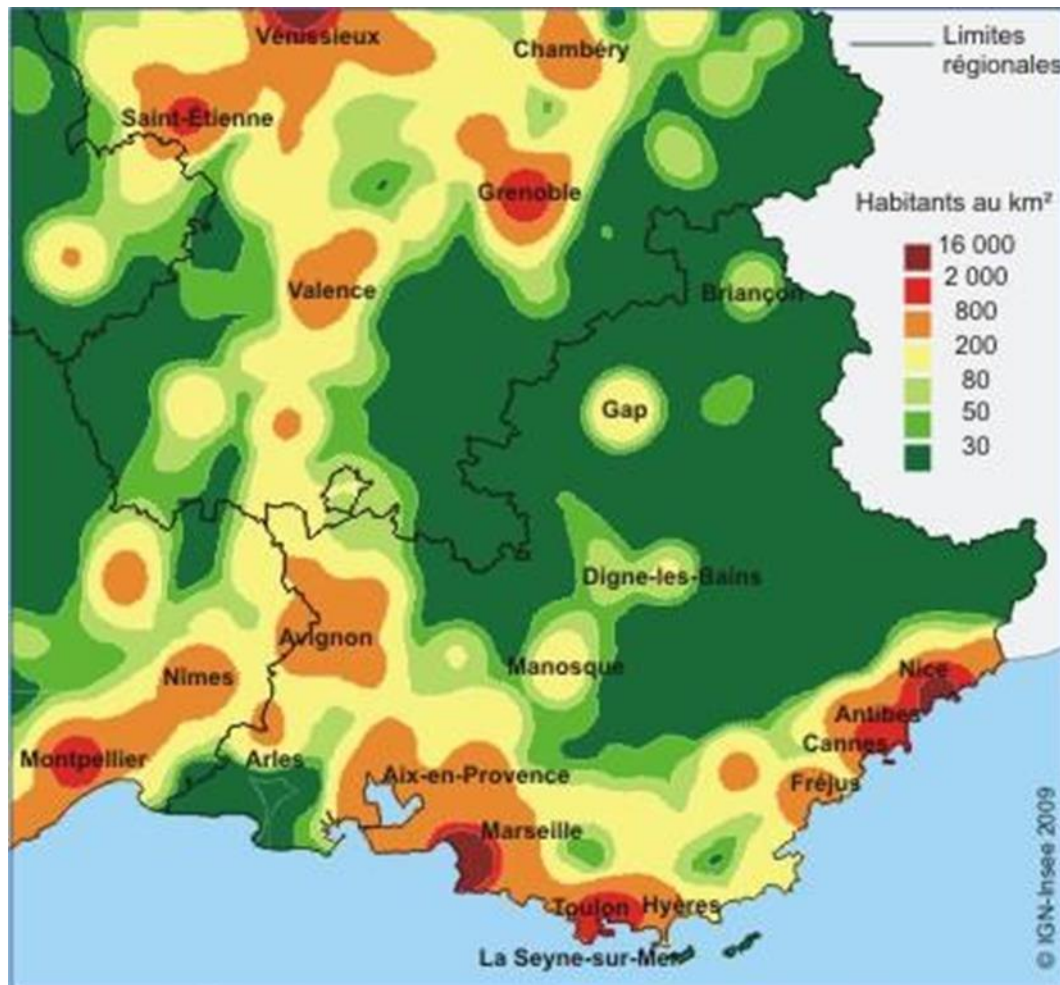 Vénissieux
Chambéry
Limites
régionales
Saint-Etienne
Grenoble
Habitants au km²
16 000
2 000
800
200
80
50
30
Valence
Briançon
Gap
Digne-les-Bains
Avignon
Manosque
Nîmes
Nice
Antibes
Cannes
Montpellier
Arles
Aix-en-Provence
Fréjus
Marseille
Toulon
Hyères
La Seyne-sur-Mer
© IGN-Insee 2009